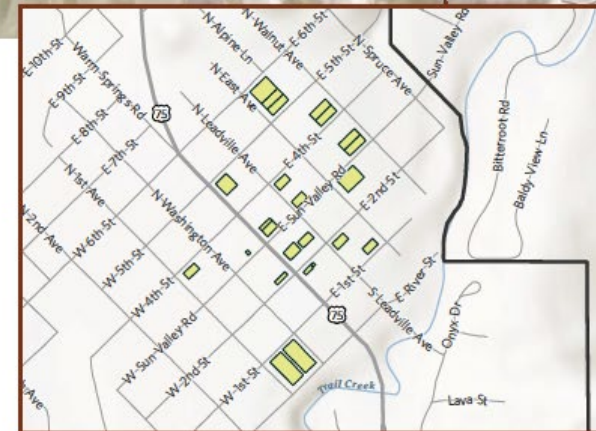 E-10th-St
E-9th-St
E-8th-St
Warm-Springs-Rd
E-7th-St
N-1st-Ave
N-2nd-Ave
W-6th-St
W-5th-St
W-4th-St
N-Washington-Ave
W-Sun-Valley-Rd
W-2nd-St
W-1st-St
75
N-Alpine-Ln
N-Walnut-Ave
E-6th-St
N-East-Ave
E-5th-St
N-Spruce-Ave
N-Leadville-Ave
E-4th-St
E-Sun-Valley-Rd
E-2nd-St
E-1st-St
75
S-Leadville-Ave
E-River-St
Sun-Valley-Rd
Bitterroot Rd
Baldy-View-Ln
Onyx-Dr
Lava St
Trail Creek
-Ave